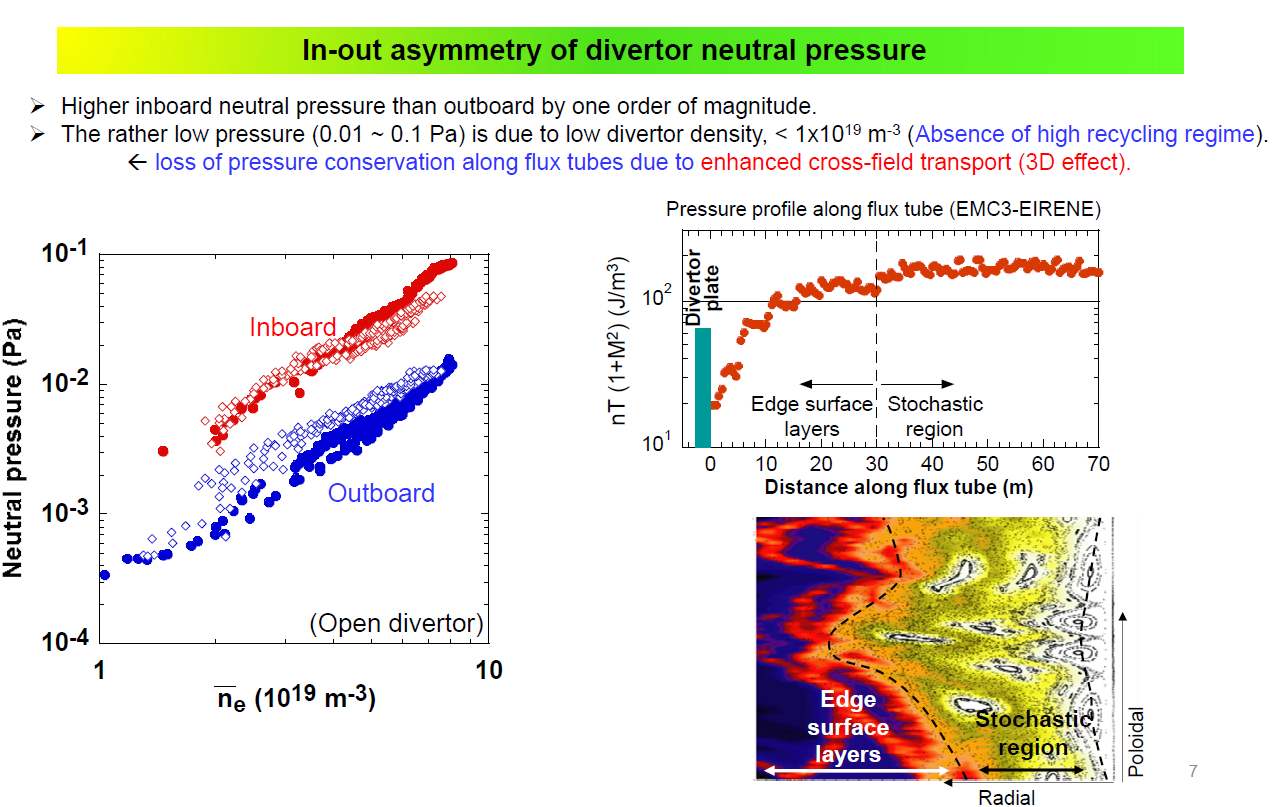 In-out asymmetry of divertor neutral pressure
➢ Higher inboard neutral pressure than outboard by one order of magnitude.
➢ The rather low pressure (0.01 ~ 0.1 Pa) is due to low divertor density, < 1x10¹⁹ m⁻³ (Absence of high recycling regime).
← loss of pressure conservation along flux tubes due to enhanced cross-field transport (3D effect).
Neutral pressure (Pa)
10⁻¹
10⁻²
10⁻³
10⁻⁴
Inboard
Outboard
(Open divertor)
1
10
n̅ₑ (10¹⁹ m⁻³)
Pressure profile along flux tube (EMC3-EIRENE)
nT (1+M²) (J/m³)
10²
10¹
Divertor
plate
Edge surface
layers
Stochastic
region
0 10 20 30 40 50 60 70
Distance along flux tube (m)
Edge
surface
layers
Stochastic
region
Poloidal
Radial
7